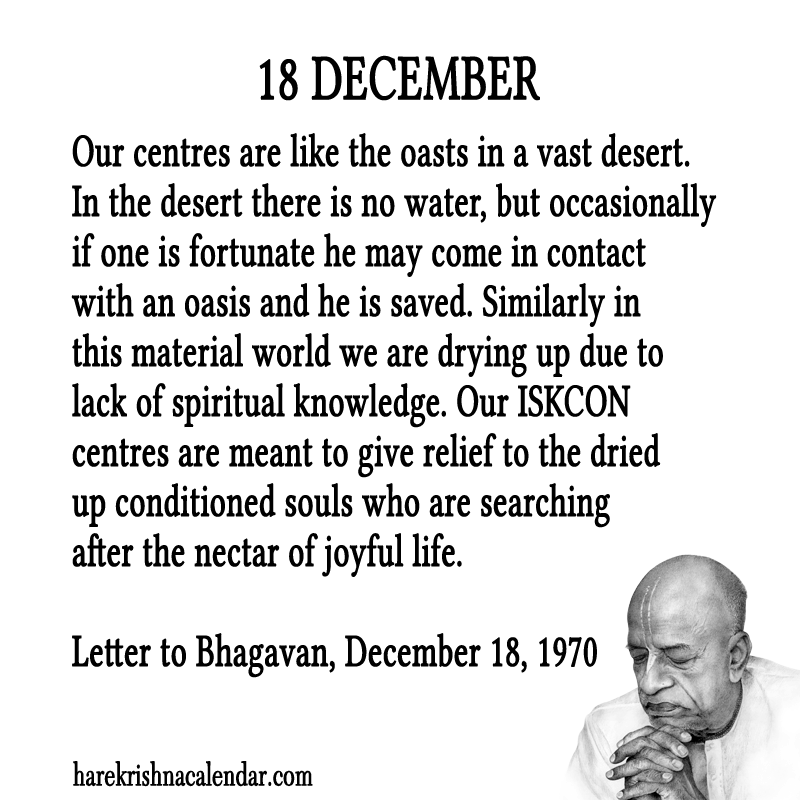 18 DECEMBER
Our centres are like the oasts in a vast desert.
In the desert there is no water, but occasionally
if one is fortunate he may come in contact
with an oasis and he is saved. Similarly in
this material world we are drying up due to
lack of spiritual knowledge. Our ISKCON
centres are meant to give relief to the dried
up conditioned souls who are searching
after the nectar of joyful life.
Letter to Bhagavan, December 18, 1970
harekrishnacalendar.com